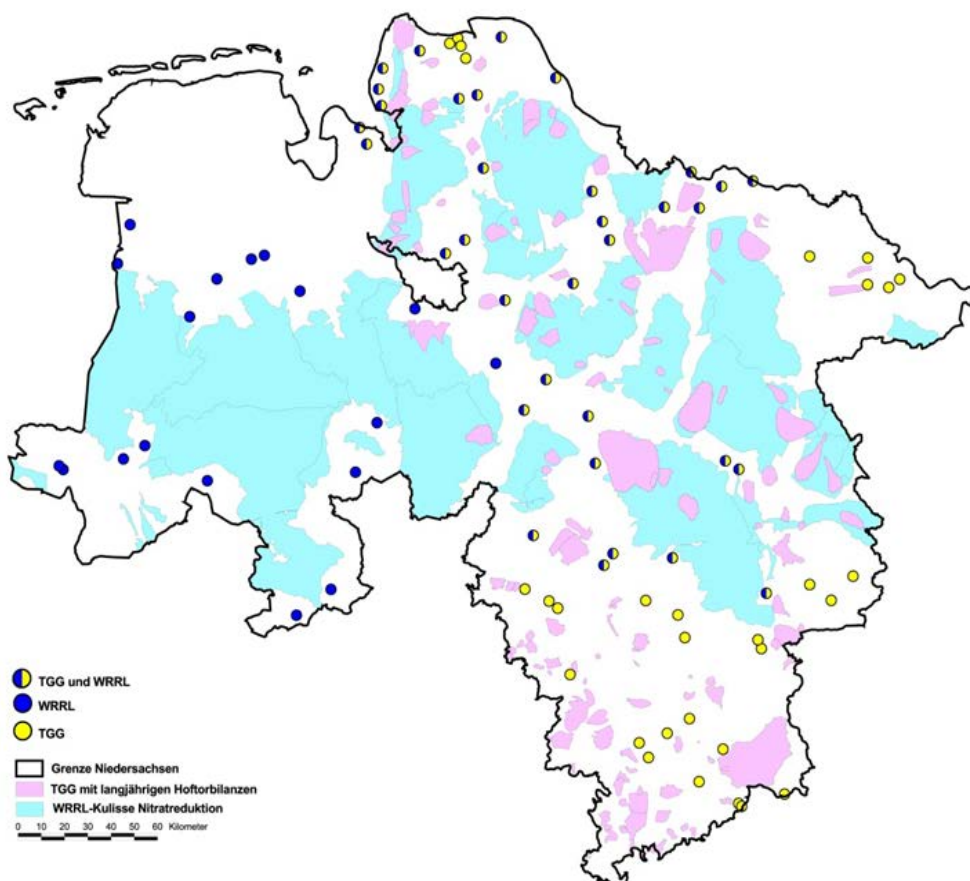 TGG und WRRL
WRRL
TGG
Grenze Niedersachsen
TGG mit langjährigen Hoftorbilanzen
WRRL-Kulisse Nitratreduktion
0 10 20 30 40 50 60 Kilometer